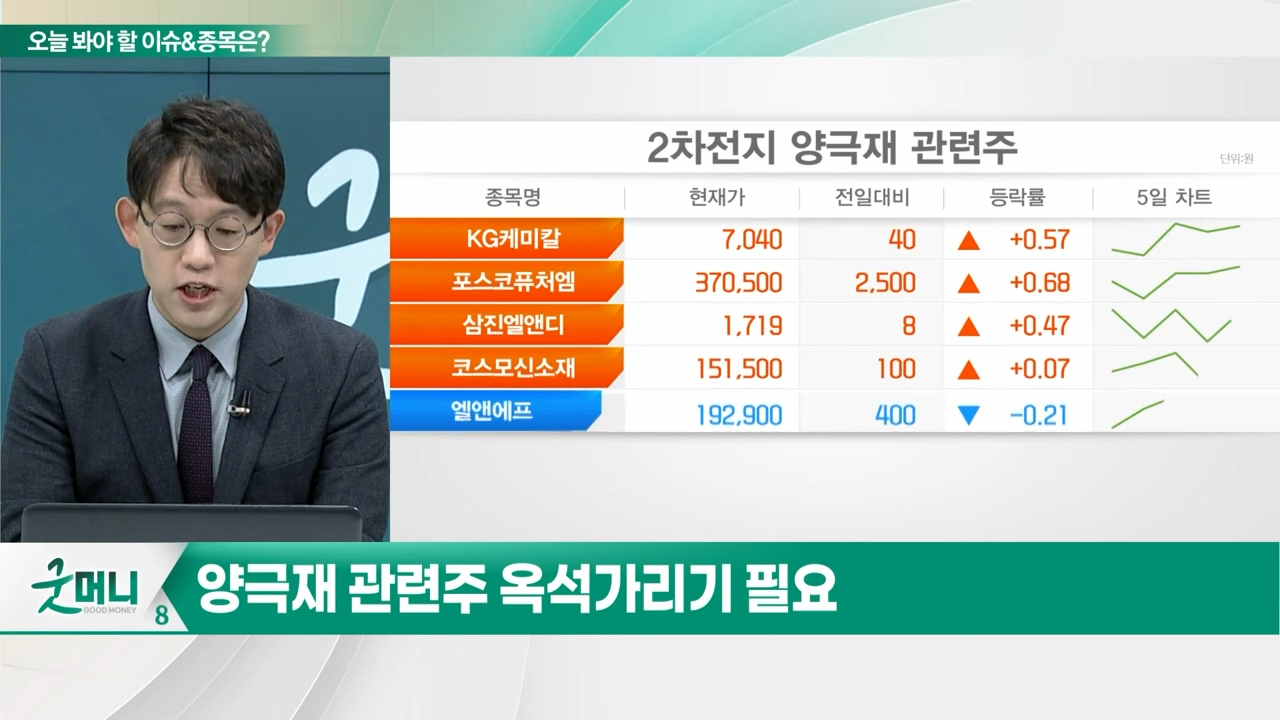 오늘 봐야 할 이슈&종목은?
2차전지 양극재 관련주
단위:원
종목명 현재가 전일대비 등락률 5일 차트
KG케미칼 7,040 40 ▲ +0.57
포스코퓨처엠 370,500 2,500 ▲ +0.68
삼진엘앤디 1,719 8 ▲ +0.47
코스모신소재 151,500 100 ▲ +0.07
엘앤에프 192,900 400 ▼ -0.21
굿머니
GOOD MONEY
8
양극재 관련주 옥석가리기 필요